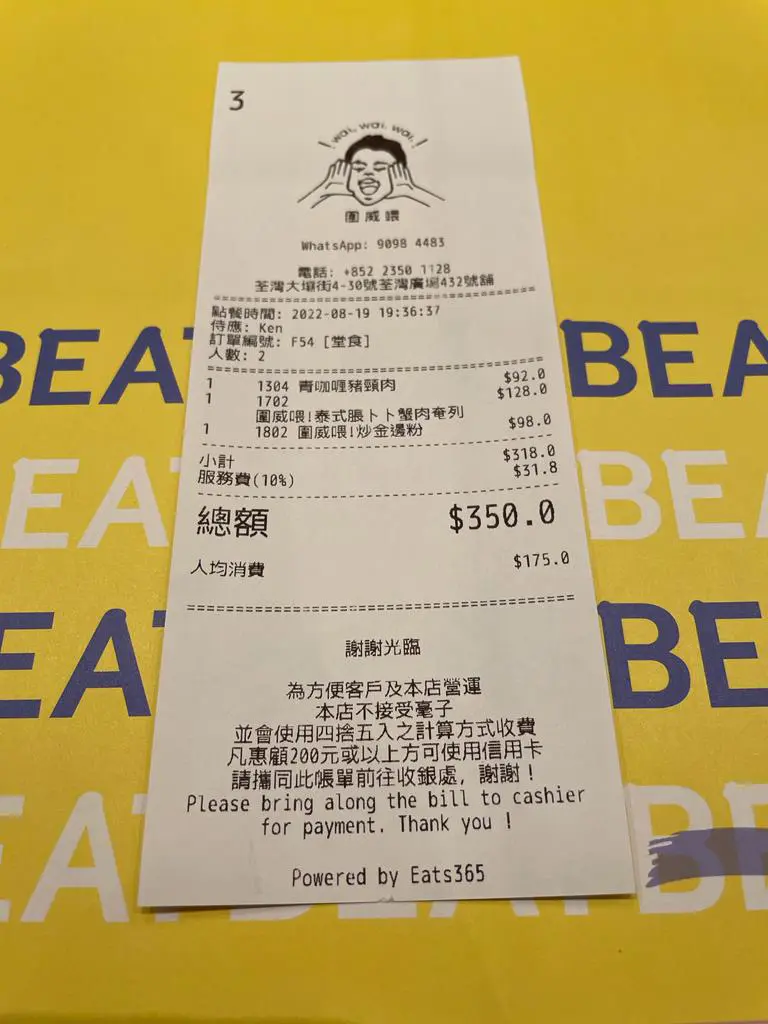 3
wai, wai, wai,
圍威喂
WhatsApp: 9098 4483
電話: +852 2350 1128
荃灣大壩街4-30號荃灣廣場432號舖
點餐時間: 2022-08-19 19:36:37
侍應: Ken
訂單編號: F54 [堂食]
人數: 2
1 1304 青咖喱豬頸肉 $92.0
1 1702 $128.0
圍威喂!泰式脹卜卜蟹肉奄列
1 1802 圍威喂!炒金邊粉 $98.0
小計 $318.0
服務費(10%) $31.8
總額 $350.0
人均消費 $175.0
謝謝光臨
為方便客戶及本店營運
本店不接受毫子
並會使用四捨五入之計算方式收費
凡惠顧200元或以上方可使用信用卡
請攜同此帳單前往收銀處, 謝謝!
Please bring along the bill to cashier
for payment. Thank you !
Powered by Eats365
BEAT BEA
EAT BEA
EAT BE
EATBEATBE